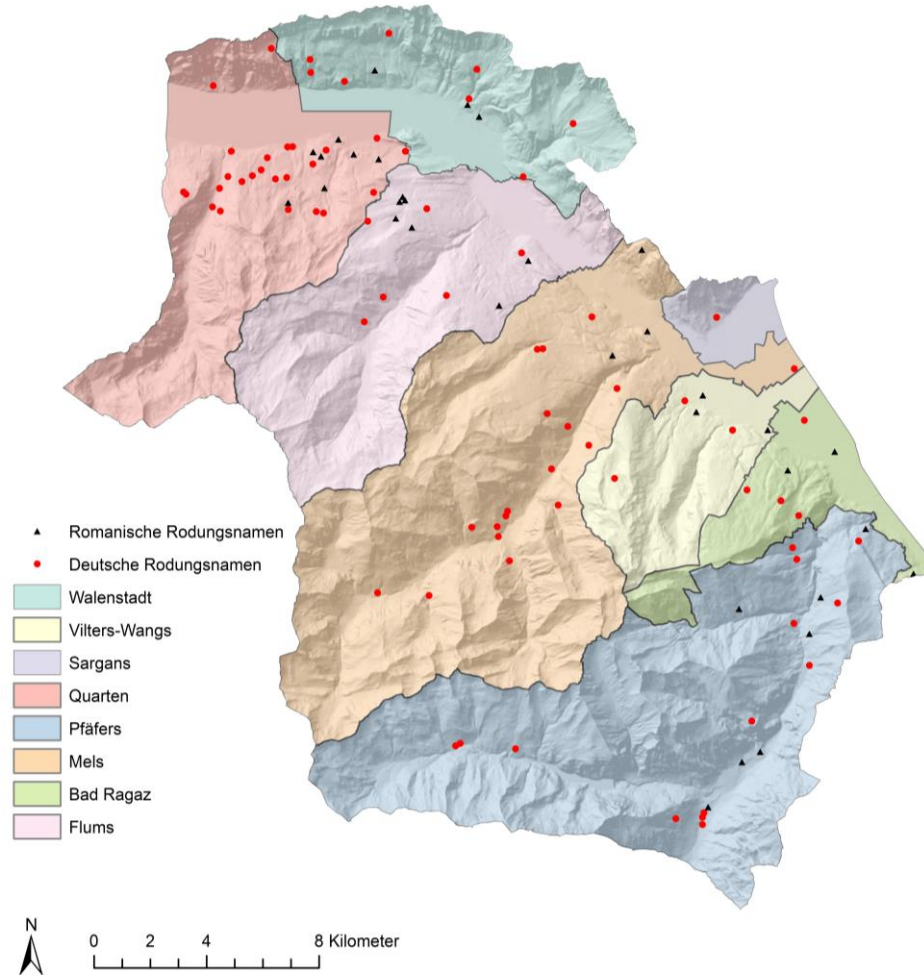 Romanische Rodungsnamen
Deutsche Rodungsnamen
Walenstadt
Vilters-Wangs
Sargans
Quarten
Pfäfers
Mels
Bad Ragaz
Flums
N
0 2 4 8 Kilometer